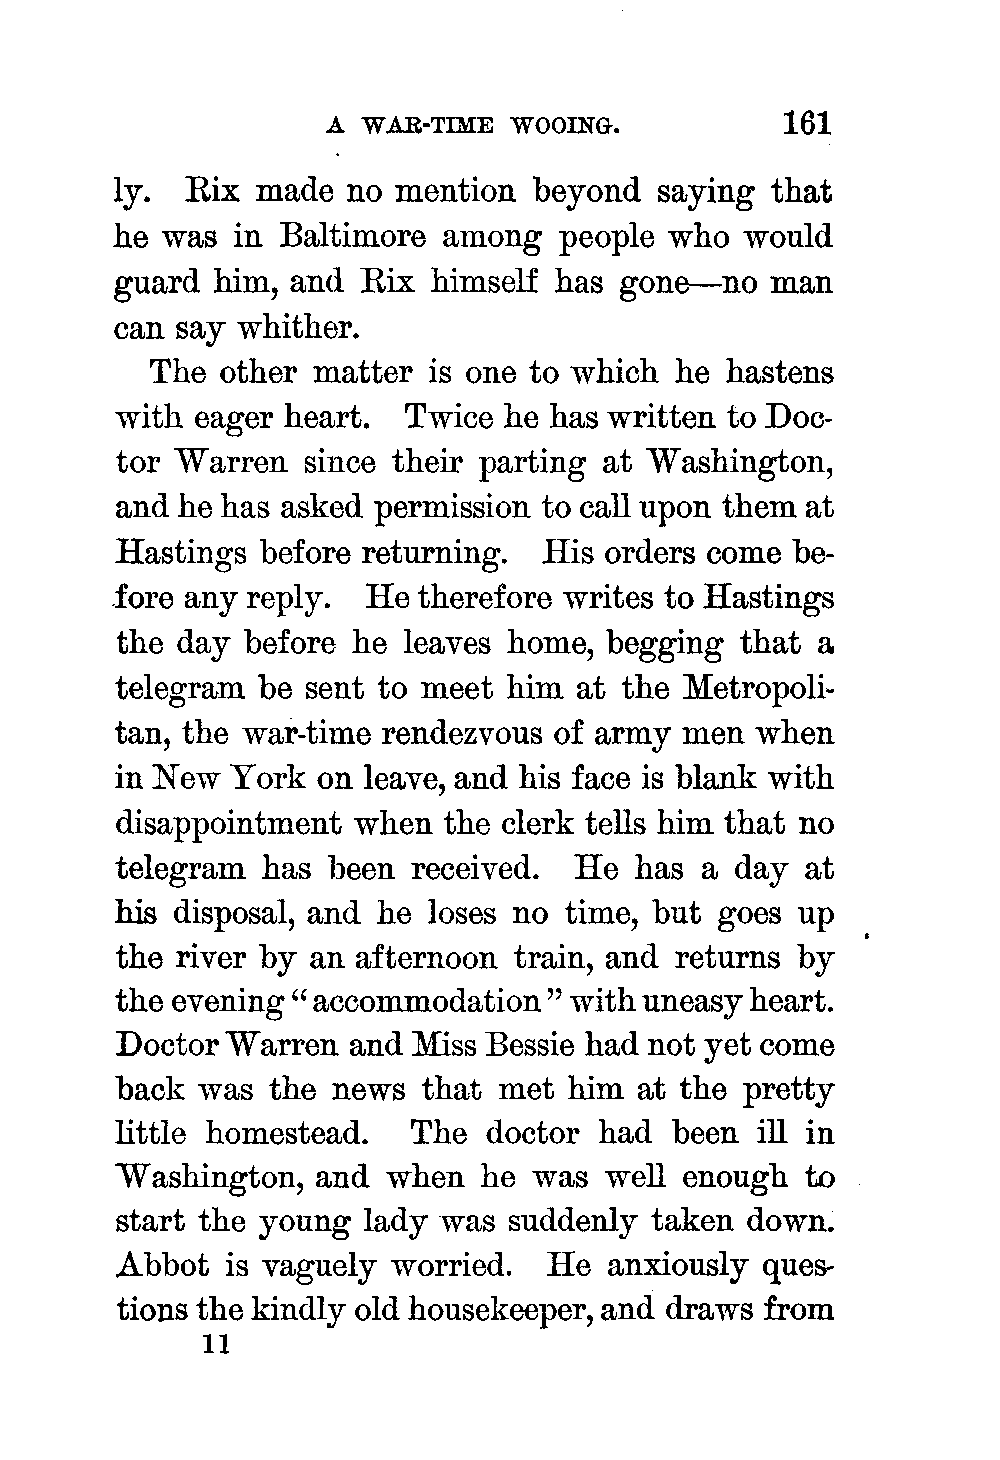 A WAR-TIME WOOING. 161
ly. Rix made no mention beyond saying that
he was in Baltimore among people who would
guard him, and Rix himself has gone—no man
can say whither.
The other matter is one to which he hastens
with eager heart. Twice he has written to Doc-
tor Warren since their parting at Washington,
and he has asked permission to call upon them at
Hastings before returning. His orders come be-
fore any reply. He therefore writes to Hastings
the day before he leaves home, begging that a
telegram be sent to meet him at the Metropoli-
tan, the war-time rendezvous of army men when
in New York on leave, and his face is blank with
disappointment when the clerk tells him that no
telegram has been received. He has a day at
his disposal, and he loses no time, but goes up
the river by an afternoon train, and returns by
the evening “accommodation” with uneasy heart.
Doctor Warren and Miss Bessie had not yet come
back was the news that met him at the pretty
little homestead. The doctor had been ill in
Washington, and when he was well enough to
start the young lady was suddenly taken down.
Abbot is vaguely worried. He anxiously ques-
tions the kindly old housekeeper, and draws from
11